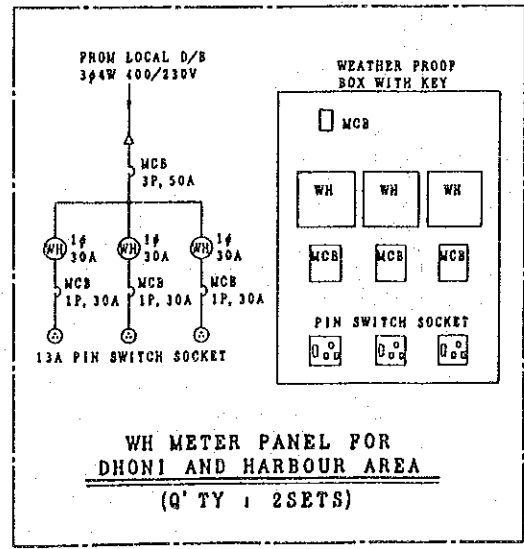 FROM LOCAL D/B
3φ4W 400/230V
MCB
3P, 50A
WH
1φ
30A
WH
1φ
30A
WH
1φ
30A
MCB
1P, 30A
MCB
1P, 30A
MCB
1P, 30A
13A PIN SWITCH SOCKET
WEATHER PROOF
BOX WITH KEY
MCB
WH
WH
WH
MCB
MCB
MCB
PIN SWITCH SOCKET
WH METER PANEL FOR
DHONI AND HARBOUR AREA
(Q'TY : 2SETS)